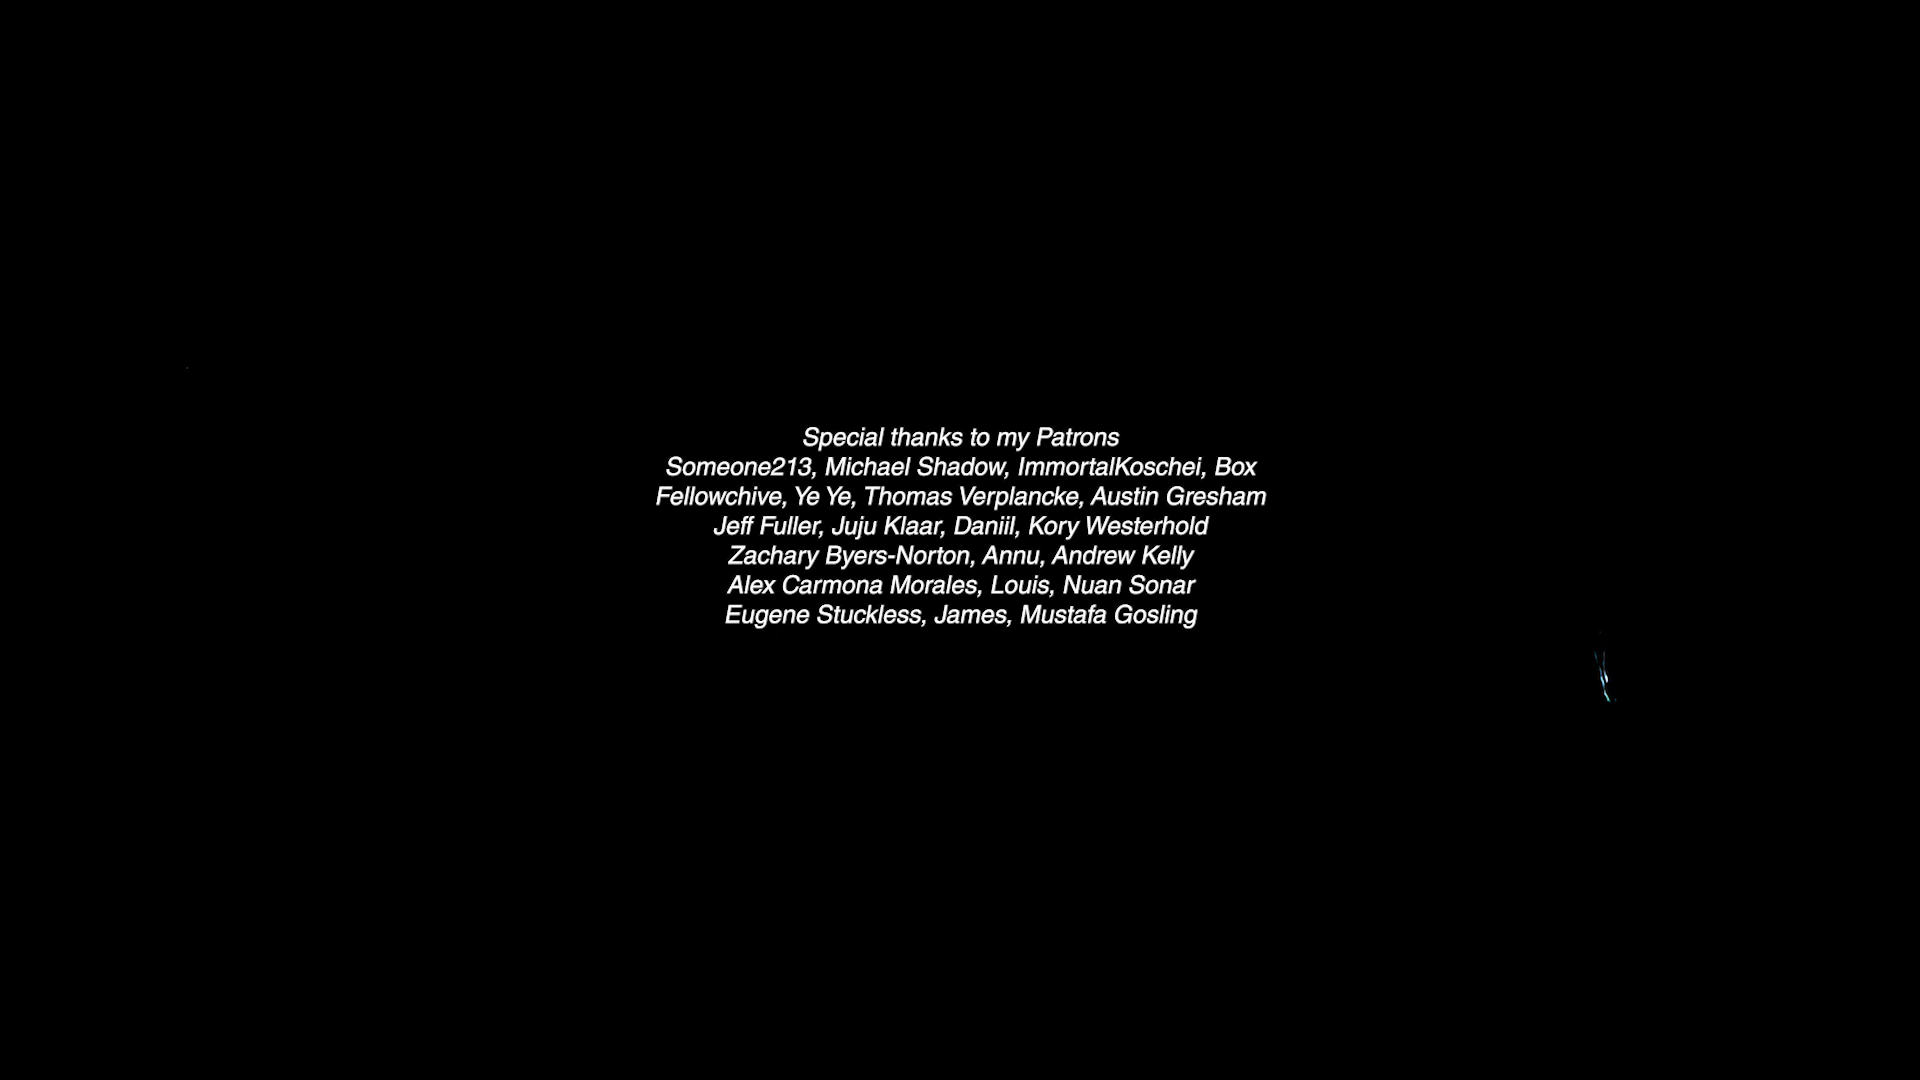 Special thanks to my Patrons
Someone213, Michael Shadow, ImmortalKoschei, Box
Fellowchive, Ye Ye, Thomas Verplancke, Austin Gresham
Jeff Fuller, Juju Klaar, Daniil, Kory Westerhold
Zachary Byers-Norton, Annu, Andrew Kelly
Alex Carmona Morales, Louis, Nuan Sonar
Eugene Stuckless, James, Mustafa Gosling